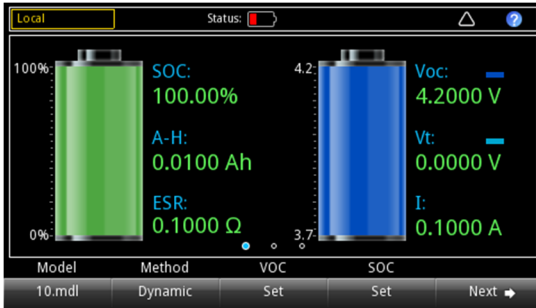 Local
Status:
?
100%
0%
SOC:
100.00%
A-H:
0.0100 Ah
ESR:
0.1000 Ω
4.2
3.7
Voc:
4.2000 V
Vt:
0.0000 V
I:
0.1000 A
Model Method VOC SOC
10.mdl Dynamic Set Set Next